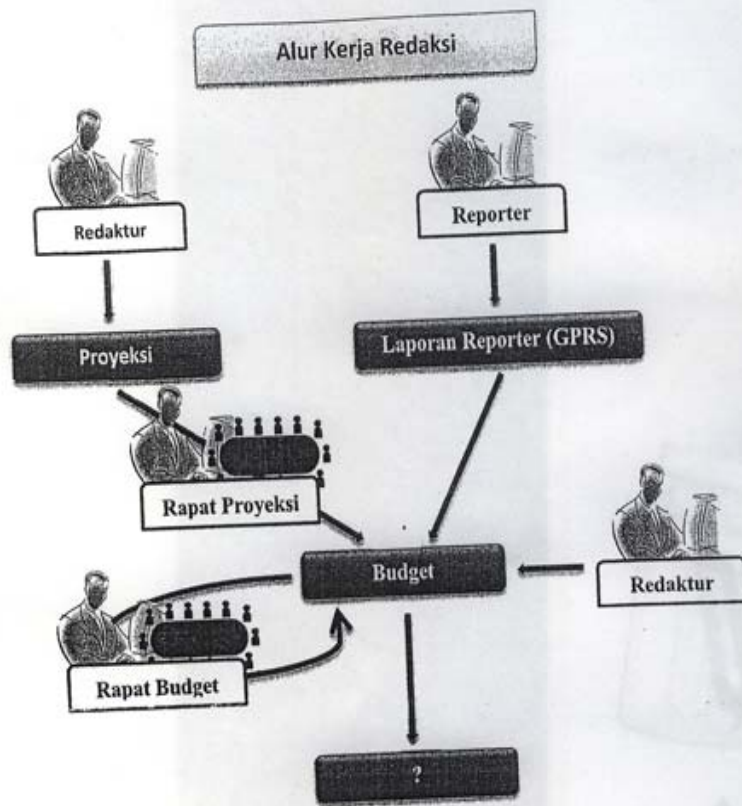 Alur Kerja Redaksi
Redaktur
Reporter
Proyeksi
Laporan Reporter (GPRS)
Rapat Proyeksi
Budget
Redaktur
Rapat Budget
?